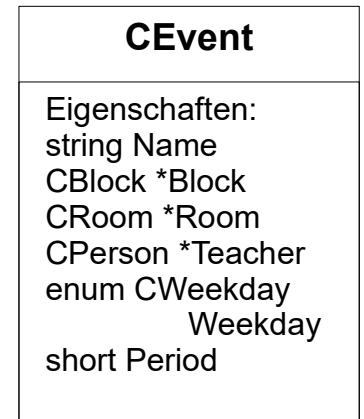 CEvent
Eigenschaften:
string Name
CBlock *Block
CRoom *Room
CPerson *Teacher
enum CWeekday
Weekday
short Period